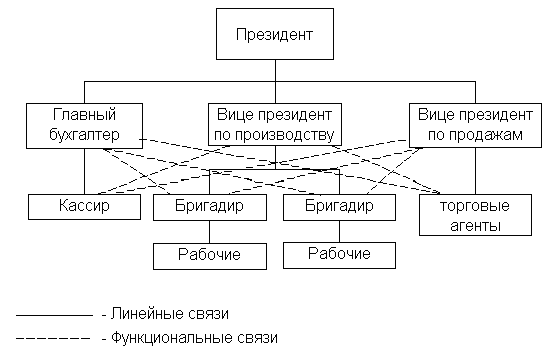 Президент
Главный
бухгалтер
Вице президент
по производству
Вице президент
по продажам
Кассир
Бригадир
Бригадир
торговые
агенты
Рабочие
Рабочие
- Линейные связи
- Функциональные связи